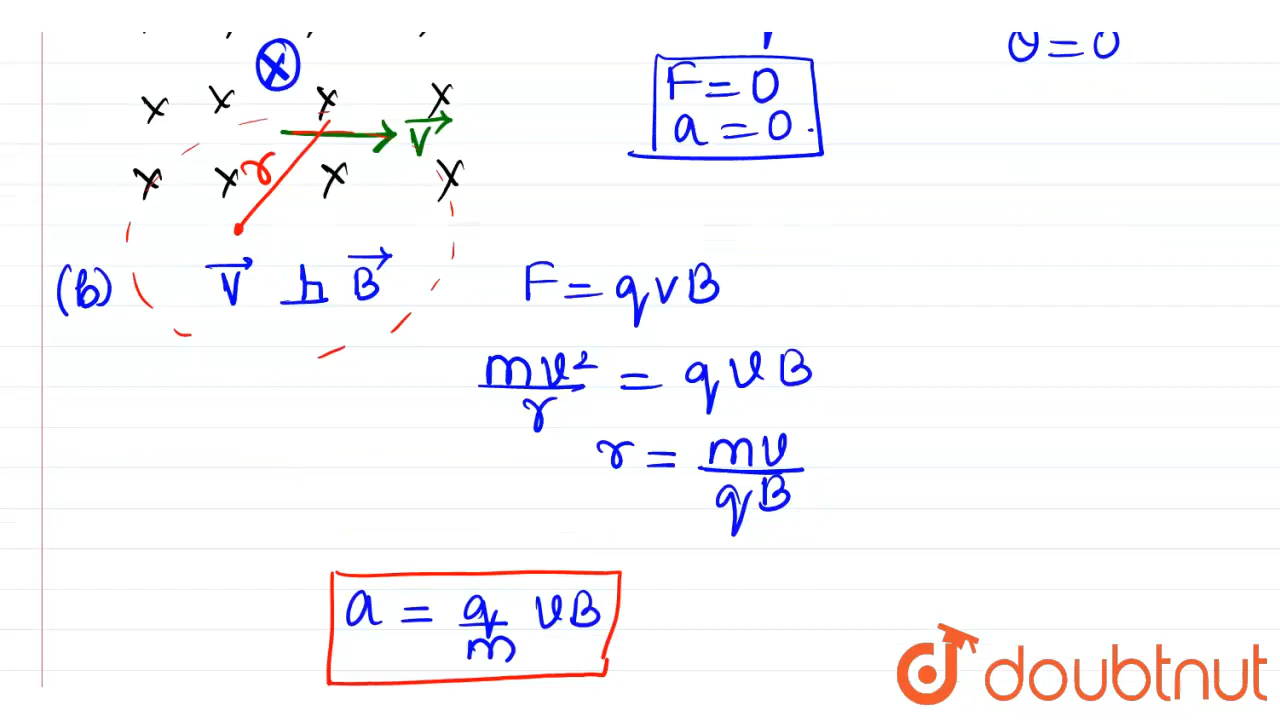 θ = 0
F = 0
a = 0.
ⓧ
x x x x
V⃗
x x r x x
(b) V⃗ ⊥ B⃗ F = qvB
mv²/r = qvB
r = mv/qB
a = q/m vB
doubtnut